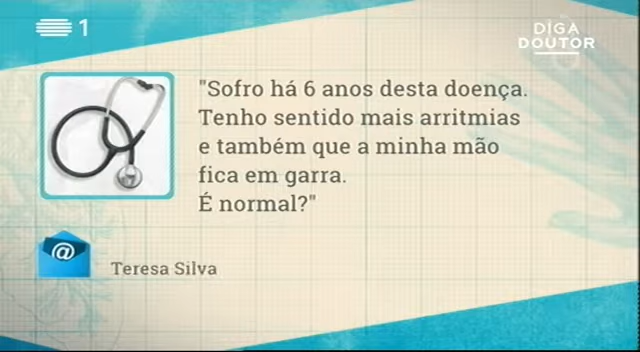 1
DIGA
DOUTOR
"Sofro há 6 anos desta doença.
Tenho sentido mais arritmias
e também que a minha mão
fica em garra.
É normal?"
@
Teresa Silva